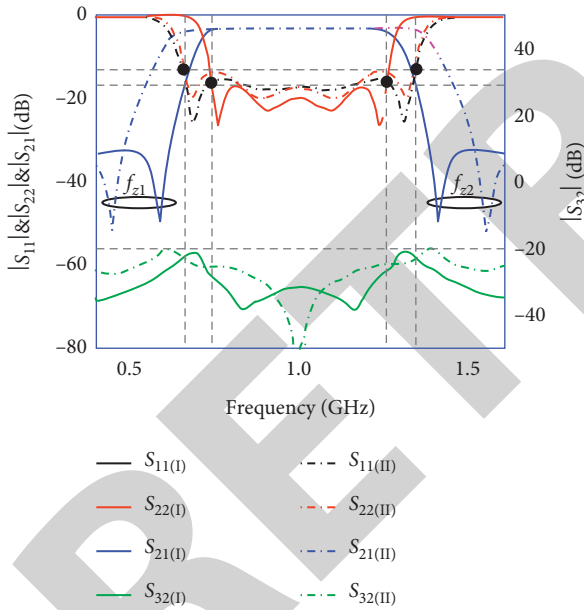 0
–20
–40
–60
–80
|S11|&|S22|&|S21|(dB)
40
20
0
–20
–40
|S32| (dB)
fz1
fz2
0.5
1.0
1.5
Frequency (GHz)
S11(I)
S22(I)
S21(I)
S32(I)
S11(II)
S22(II)
S21(II)
S32(II)
RETR